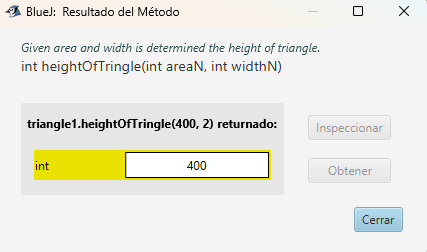 BlueJ: Resultado del Método
Given area and width is determined the height of triangle.
int heightOfTringle(int areaN, int widthN)
triangle1.heightOfTringle(400, 2) returnado:
int 400
Inspeccionar
Obtener
Cerrar